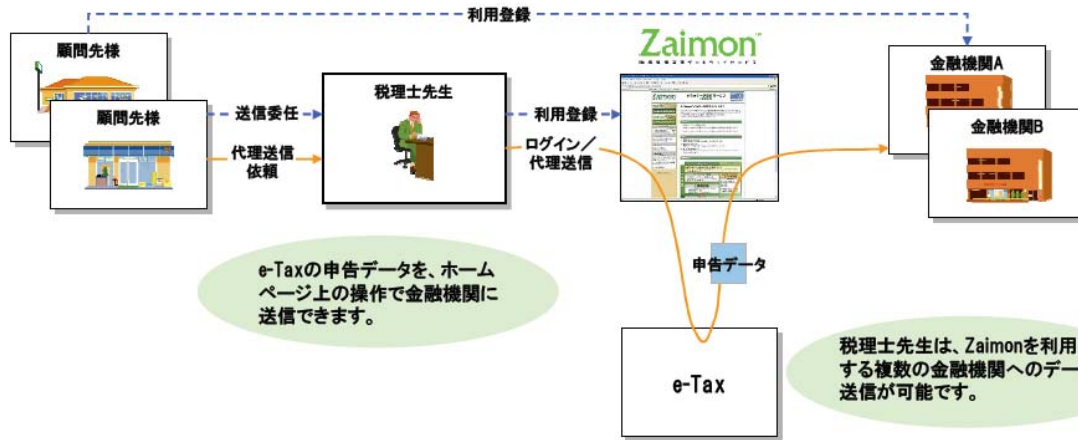 利用登録
顧問先様
顧問先様
送信委任
代理送信
依頼
税理士先生
利用登録
ログイン／
代理送信
Zaimon
金融機関A
金融機関B
申告データ
e-Taxの申告データを、ホーム
ページ上の操作で金融機関に
送信できます。
e-Tax
税理士先生は、Zaimonを利用
する複数の金融機関へのデー
送信が可能です。